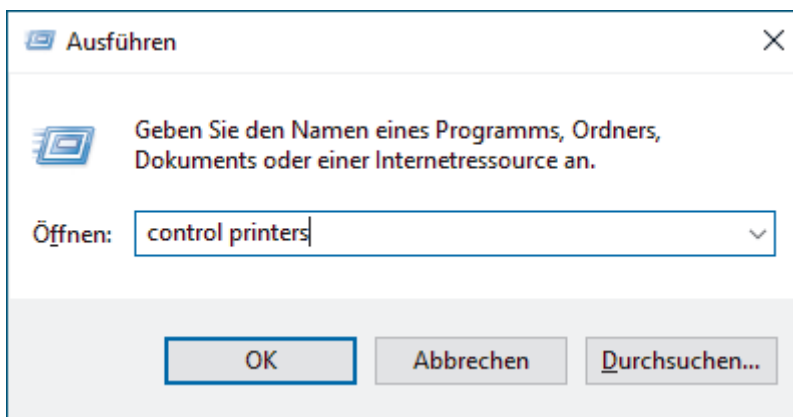 Ausführen
Geben Sie den Namen eines Programms, Ordners,
Dokuments oder einer Internetressource an.
Öffnen: control printers
OK Abbrechen Durchsuchen...